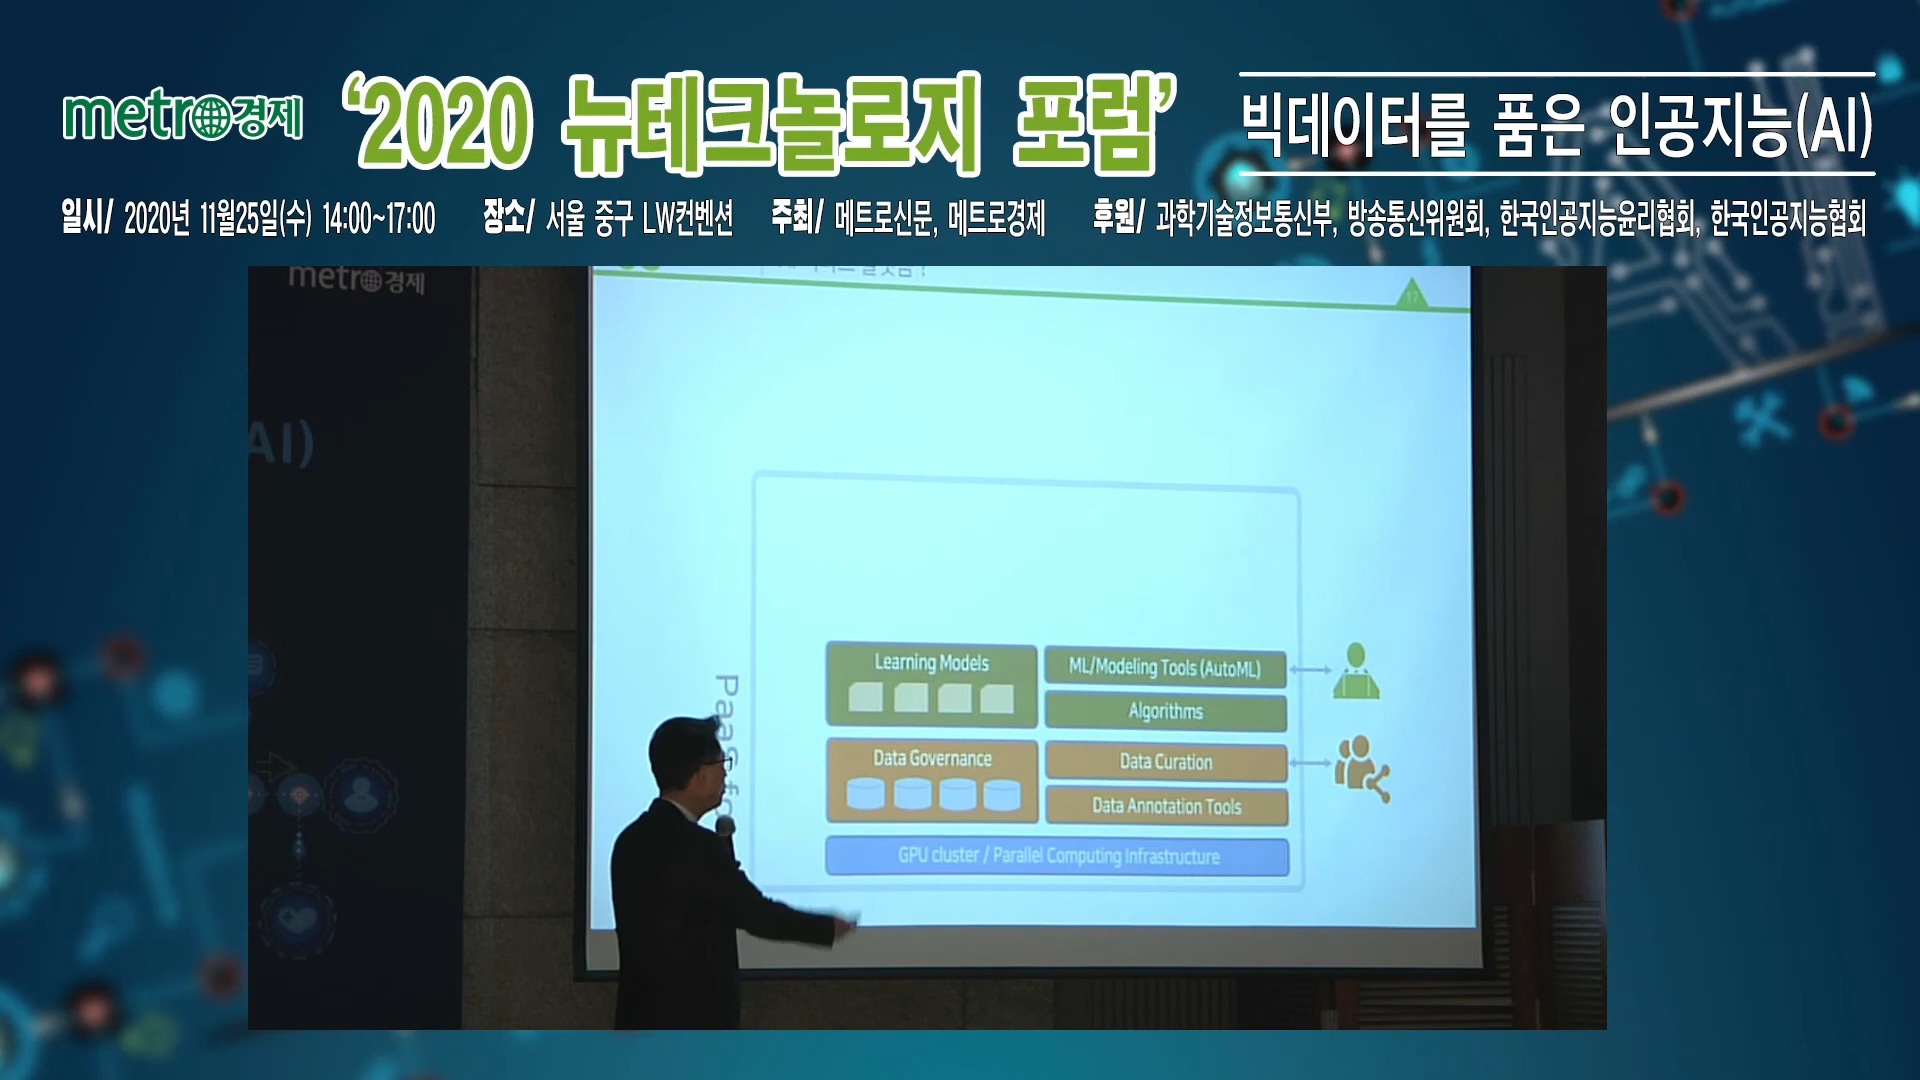 metro경제
‘2020 뉴테크놀로지 포럼’
빅데이터를 품은 인공지능(AI)
일시/ 2020년 11월25일(수) 14:00~17:00 장소/ 서울 중구 LW컨벤션 주최/ 메트로신문, 메트로경제 후원/ 과학기술정보통신부, 방송통신위원회, 한국인공지능윤리협회, 한국인공지능협회
metro경제
17
AI)
Learning Models
ML/Modeling Tools (AutoML)
Algorithms
Data Governance
Data Curation
Data Annotation Tools
GPU cluster / Parallel Computing Infrastructure
PaaS fo